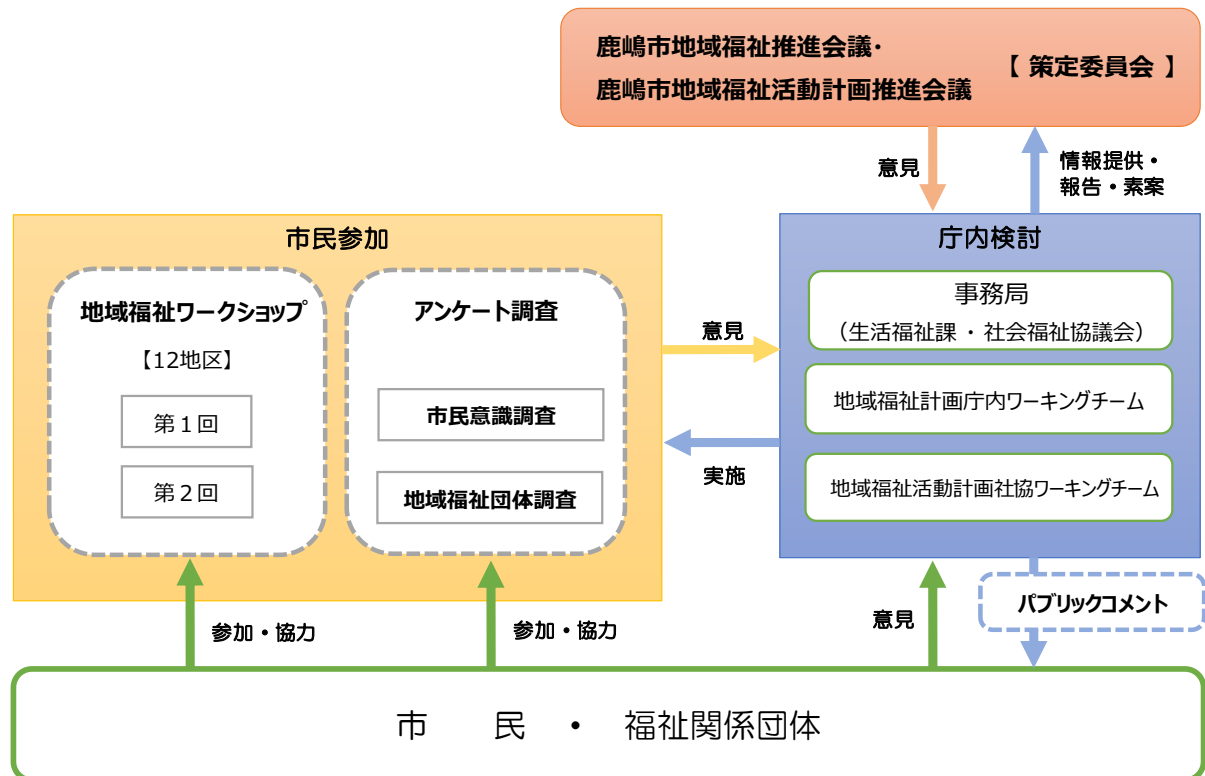 鹿嶋市地域福祉推進会議・
鹿嶋市地域福祉活動計画推進会議
【 策定委員会 】
意見
情報提供・
報告・素案
市民参加
地域福祉ワークショップ
【12地区】
第１回
第２回
アンケート調査
市民意識調査
地域福祉団体調査
意見
実施
庁内検討
事務局
（生活福祉課 ・ 社会福祉協議会）
地域福祉計画庁内ワーキングチーム
地域福祉活動計画社協ワーキングチーム
参加・協力
参加・協力
意見
パブリックコメント
市　民　・　福祉関係団体